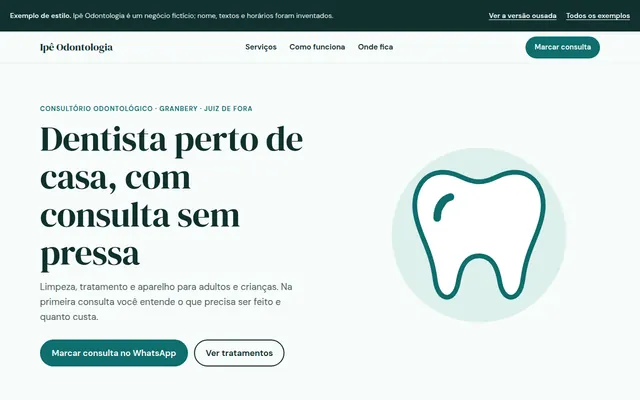 Exemplo de estilo. Ipê Odontologia é um negócio fictício; nome, textos e horários foram inventados.
Ver a versão ousada
Todos os exemplos
Ipê Odontologia
Serviços
Como funciona
Onde fica
Marcar consulta
CONSULTÓRIO ODONTOLÓGICO · GRANBERY · JUIZ DE FORA
Dentista perto de
casa, com
consulta sem
pressa
Limpeza, tratamento e aparelho para adultos e crianças. Na
primeira consulta você entende o que precisa ser feito e
quanto custa.
Marcar consulta no WhatsApp
Ver tratamentos